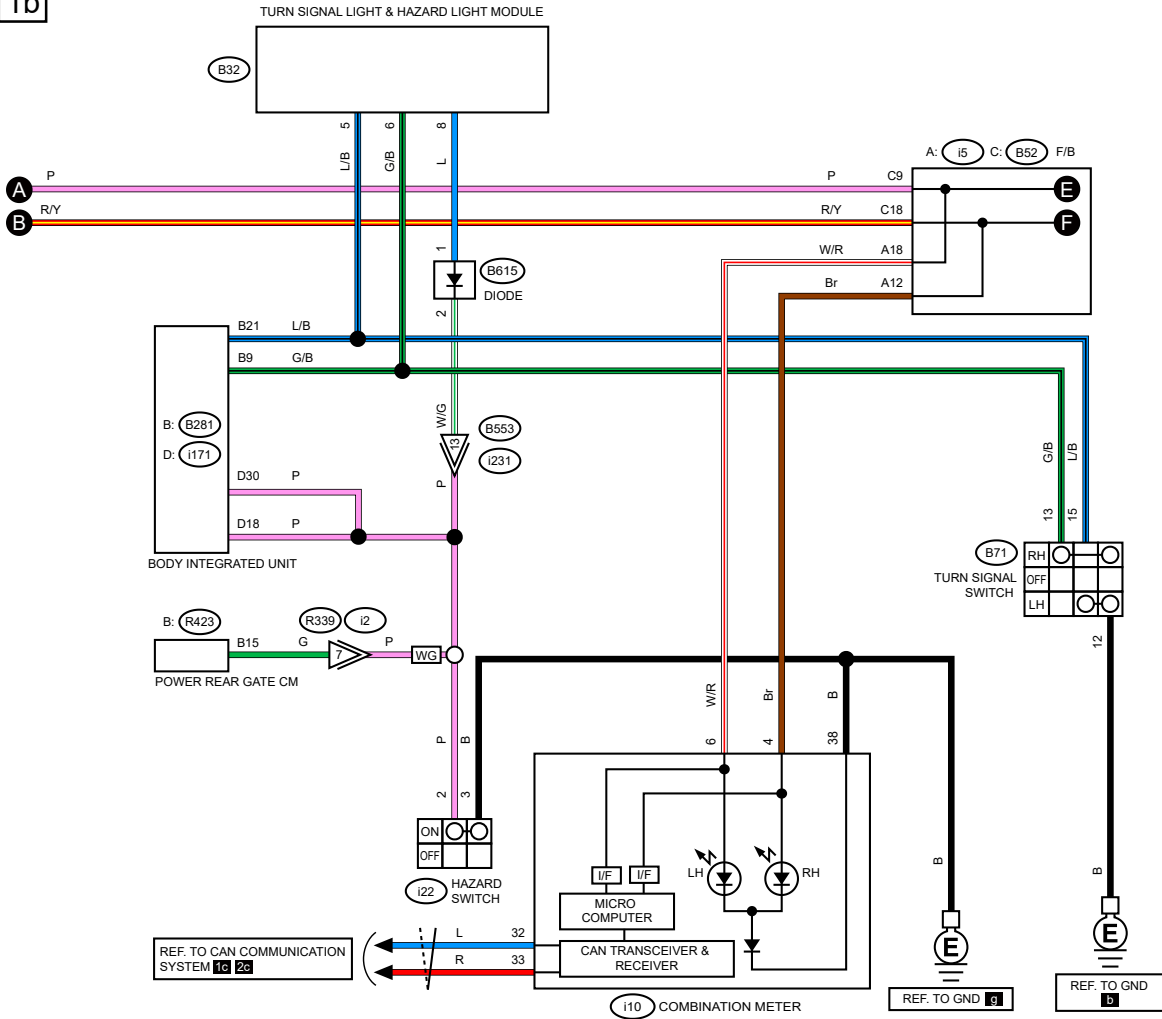 1b
TURN SIGNAL LIGHT & HAZARD LIGHT MODULE
B32
5
6
8
L/B
G/B
L
A: i5 C: B52 F/B
A
P
P
C9
E
B
R/Y
R/Y
C18
F
W/R
A18
Br
A12
1
B615
DIODE
2
B21
L/B
B9
G/B
W/G
B: B281
D: i171
13
B553
i231
P
G/B
L/B
D30
P
D18
P
13
15
BODY INTEGRATED UNIT
B71
TURN SIGNAL
SWITCH
RH
OFF
LH
12
B: R423
R339
i2
B15
G
7
P
WG
POWER REAR GATE CM
W/R
Br
B
P
B
6
4
38
2
3
ON
OFF
i22
HAZARD
SWITCH
I/F
I/F
LH
RH
MICRO
COMPUTER
CAN TRANSCEIVER &
RECEIVER
B
B
L
32
R
33
REF. TO CAN COMMUNICATION
SYSTEM 1c 2c
E
E
i10
COMBINATION METER
REF. TO GND g
REF. TO GND
b